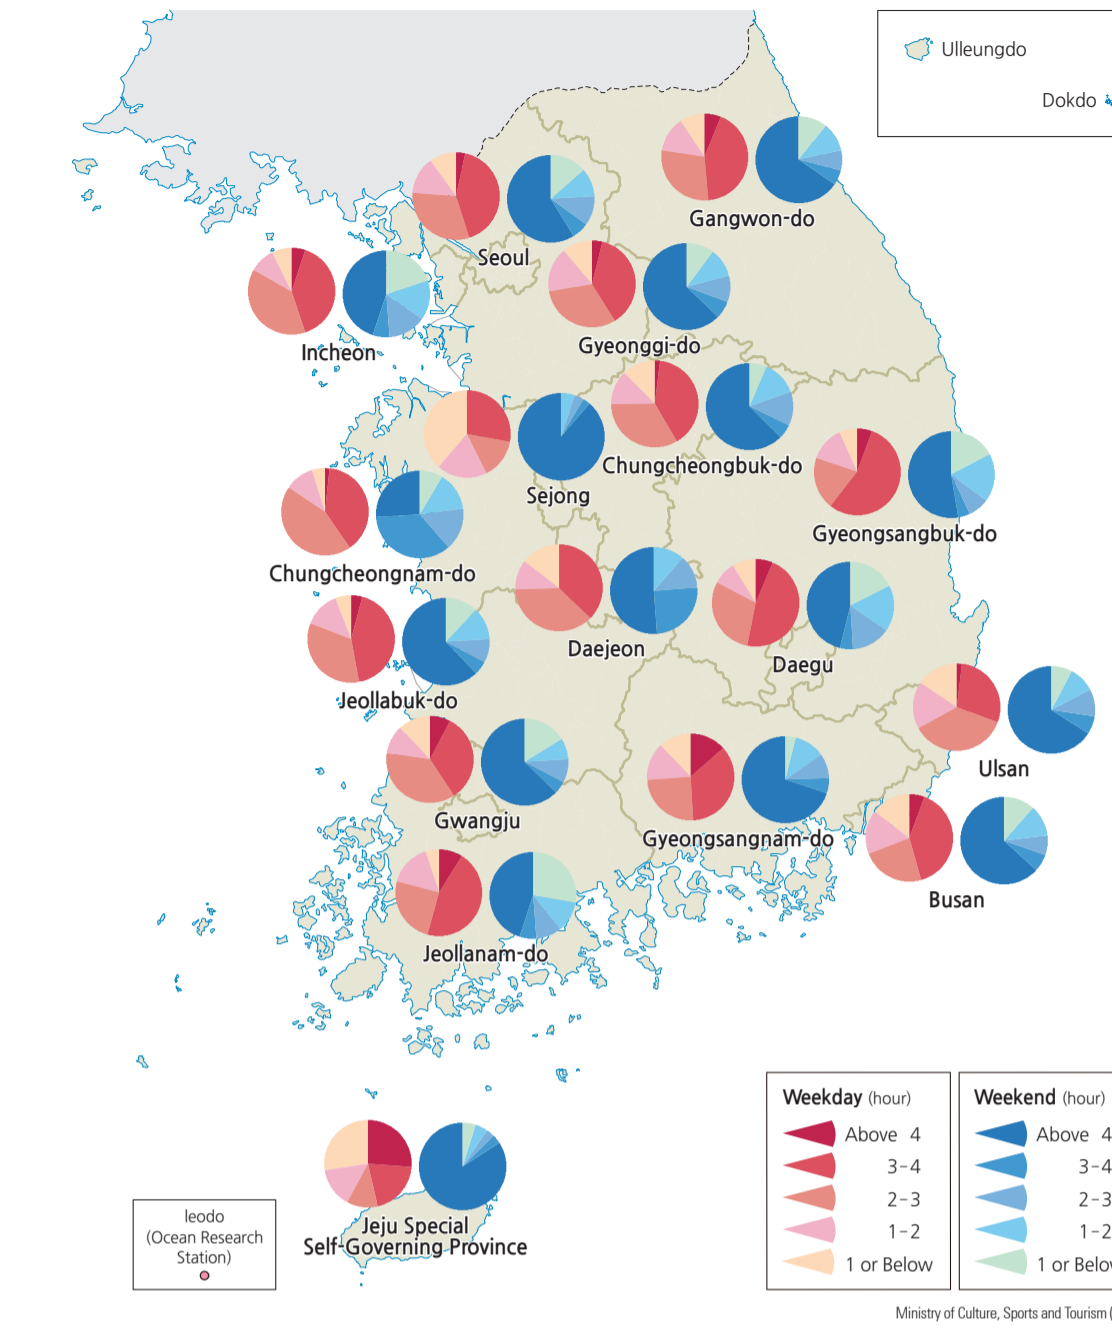 Ulleungdo
Dokdo
Gangwon-do
Seoul
Incheon
Gyeonggi-do
Chungcheongbuk-do
Sejong
Gyeongsangbuk-do
Chungcheongnam-do
Daejeon
Daegu
Jeollabuk-do
Ulsan
Gwangju
Gyeongsangnam-do
Busan
Jeollanam-do
Jeju Special
Self-Governing Province
Ieodo
(Ocean Research
Station)
Weekday (hour)
Above 4
3-4
2-3
1-2
1 or Below
Weekend (hour)
Above 4
3-4
2-3
1-2
1 or Below
Ministry of Culture, Sports and Tourism (